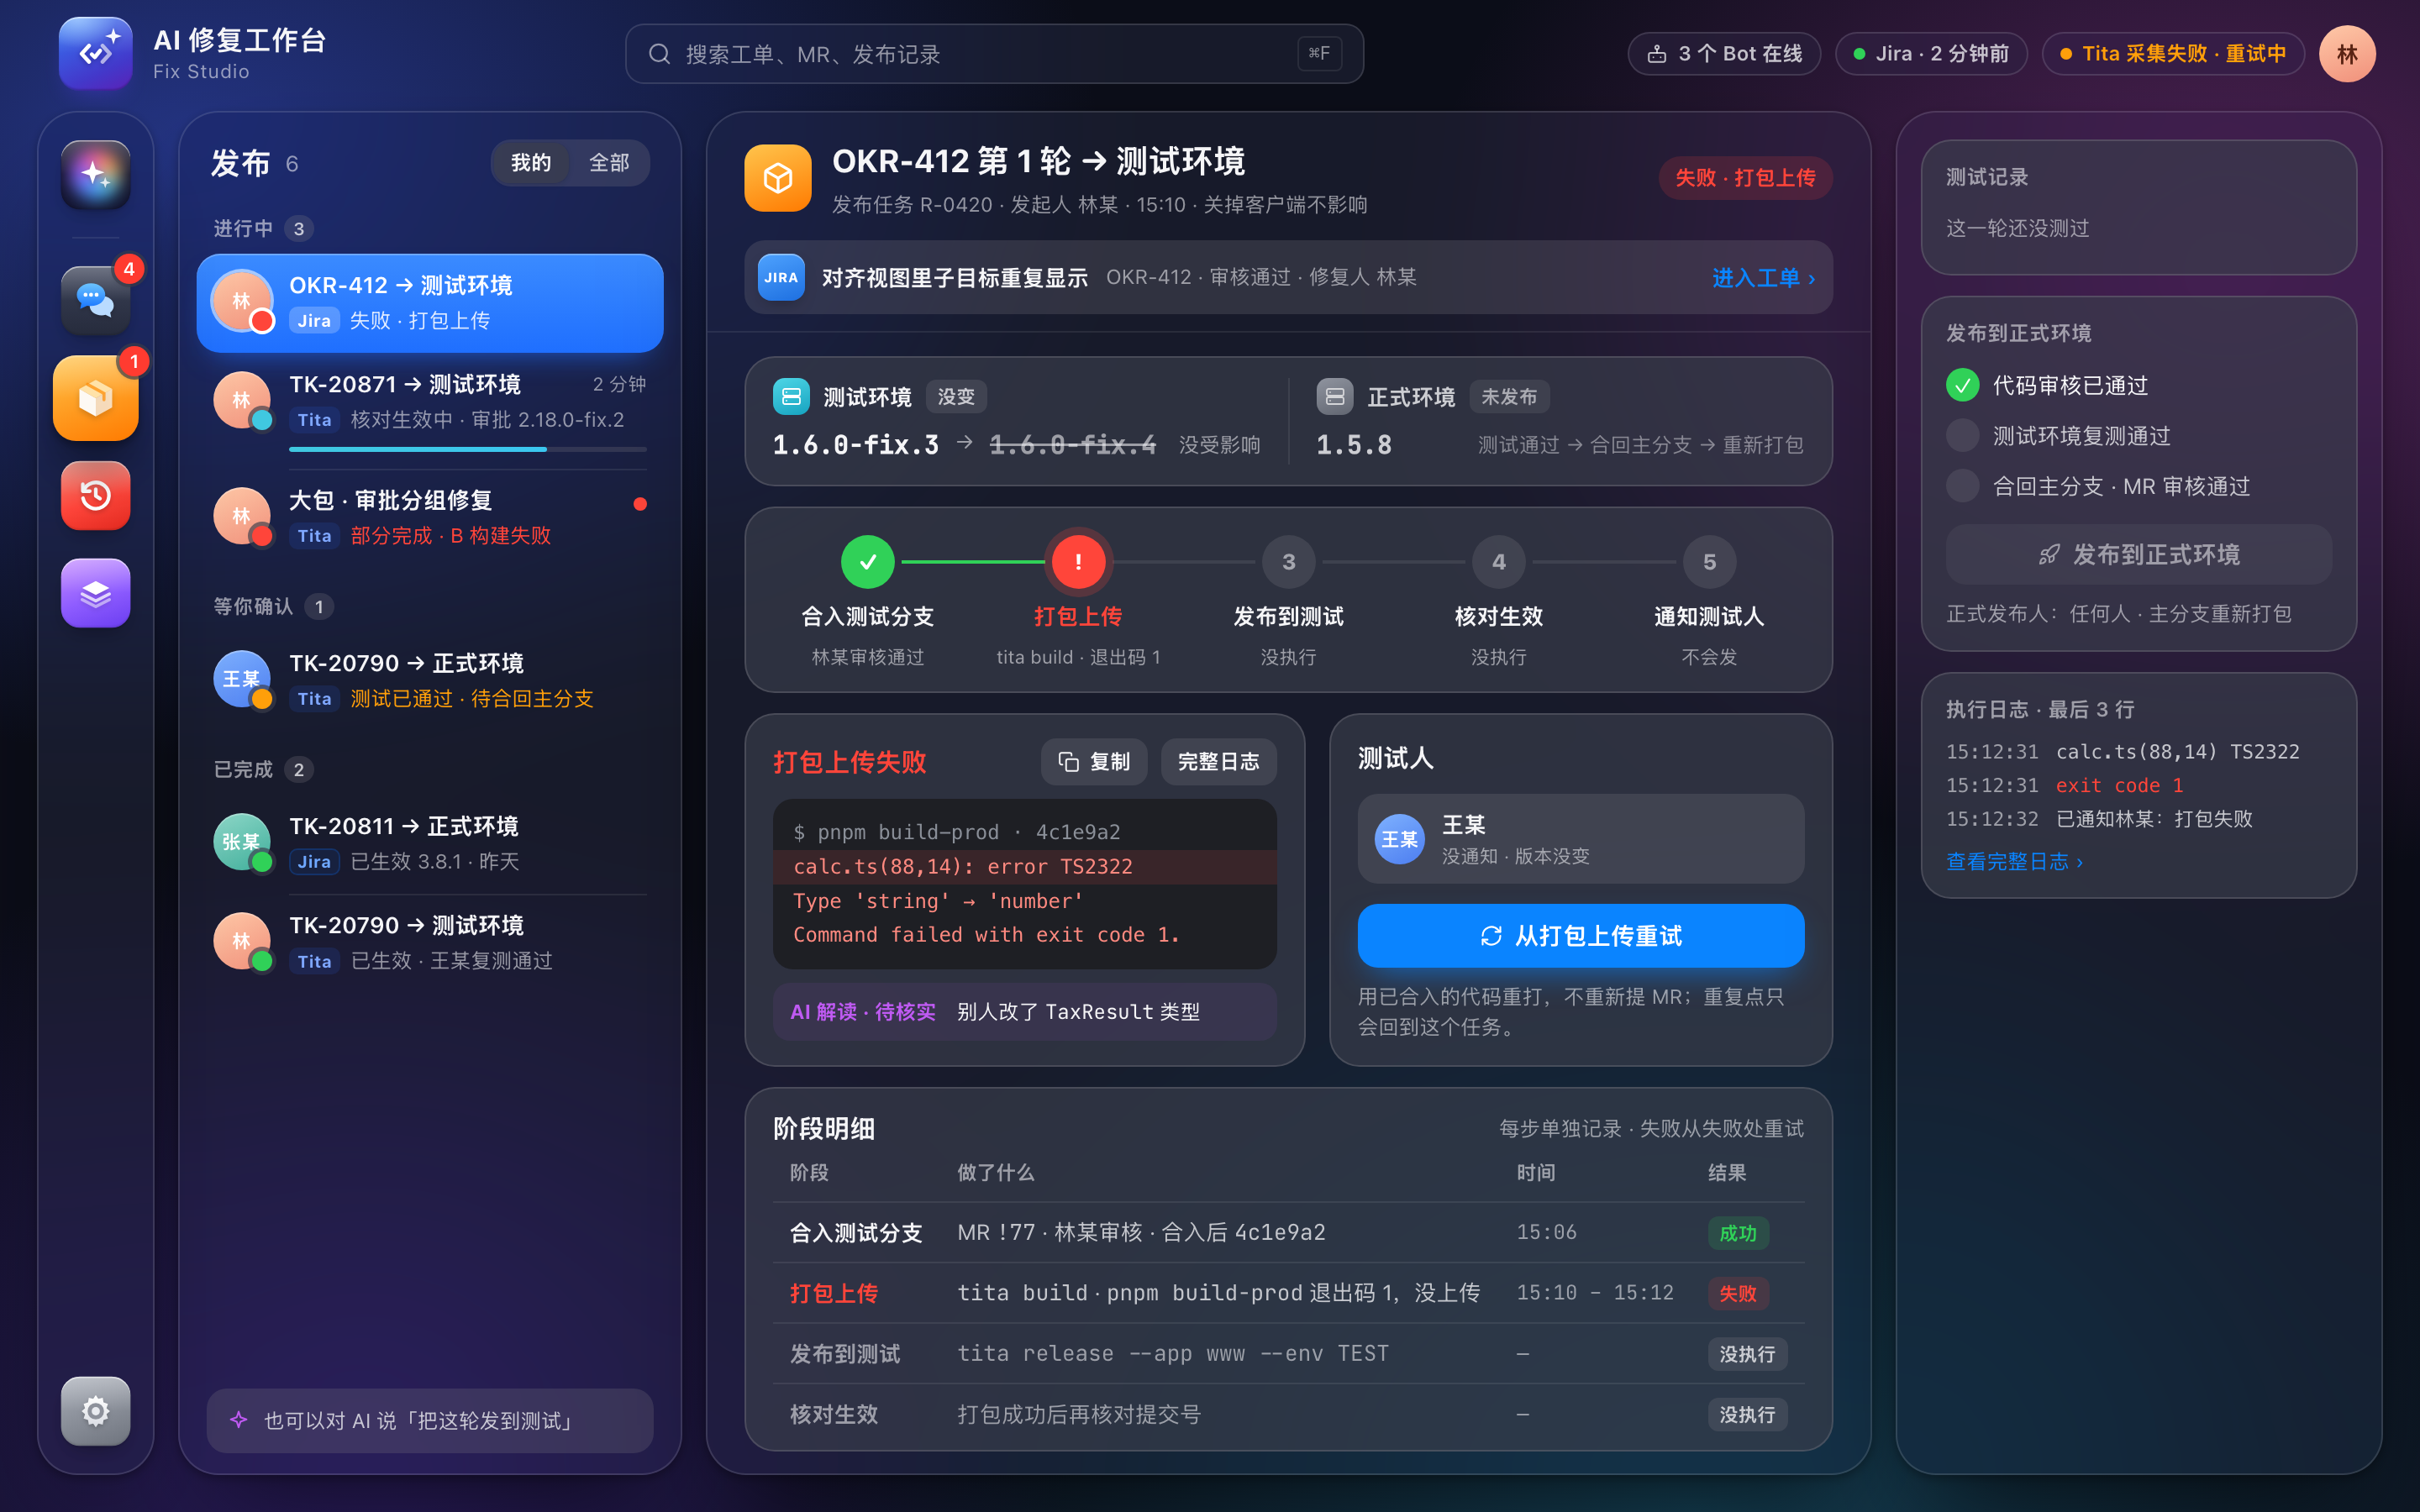 AI 修复工作台
Fix Studio
搜索工单、MR、发布记录
⌘F
3 个 Bot 在线
Jira · 2 分钟前
Tita 采集失败 · 重试中
林
4
1
发布 6
我的
全部
进行中 3
林
OKR-412 → 测试环境
Jira 失败 · 打包上传
林
TK-20871 → 测试环境 2 分钟
Tita 核对生效中 · 审批 2.18.0-fix.2
林
大包 · 审批分组修复
Tita 部分完成 · B 构建失败
等你确认 1
王某
TK-20790 → 正式环境
Tita 测试已通过 · 待合回主分支
已完成 2
张某
TK-20811 → 正式环境
Jira 已生效 3.8.1 · 昨天
林
TK-20790 → 测试环境
Tita 已生效 · 王某复测通过
也可以对 AI 说「把这轮发到测试」
OKR-412 第 1 轮 → 测试环境
发布任务 R-0420 · 发起人 林某 · 15:10 · 关掉客户端不影响
失败 · 打包上传
JIRA 对齐视图里子目标重复显示 OKR-412 · 审核通过 · 修复人 林某 进入工单 ›
测试环境 没变
1.6.0-fix.3 → 1.6.0-fix.4 没受影响
正式环境 未发布
1.5.8 测试通过 → 合回主分支 → 重新打包
! 3 4 5
合入测试分支 打包上传 发布到测试 核对生效 通知测试人
林某审核通过 tita build · 退出码 1 没执行 没执行 不会发
打包上传失败 复制 完整日志
$ pnpm build-prod · 4c1e9a2
calc.ts(88,14): error TS2322
Type 'string' → 'number'
Command failed with exit code 1.
AI 解读 · 待核实 别人改了 TaxResult 类型
测试人
王某
王某
没通知 · 版本没变
从打包上传重试
用已合入的代码重打，不重新提 MR；重复点只
会回到这个任务。
阶段明细 每步单独记录 · 失败从失败处重试
阶段 做了什么 时间 结果
合入测试分支 MR !77 · 林某审核 · 合入后 4c1e9a2 15:06 成功
打包上传 tita build · pnpm build-prod 退出码 1，没上传 15:10 – 15:12 失败
发布到测试 tita release --app www --env TEST — 没执行
核对生效 打包成功后再核对提交号 — 没执行
测试记录
这一轮还没测过
发布到正式环境
代码审核已通过
测试环境复测通过
合回主分支 · MR 审核通过
发布到正式环境
正式发布人：任何人 · 主分支重新打包
执行日志 · 最后 3 行
15:12:31 calc.ts(88,14) TS2322
15:12:31 exit code 1
15:12:32 已通知林某：打包失败
查看完整日志 ›